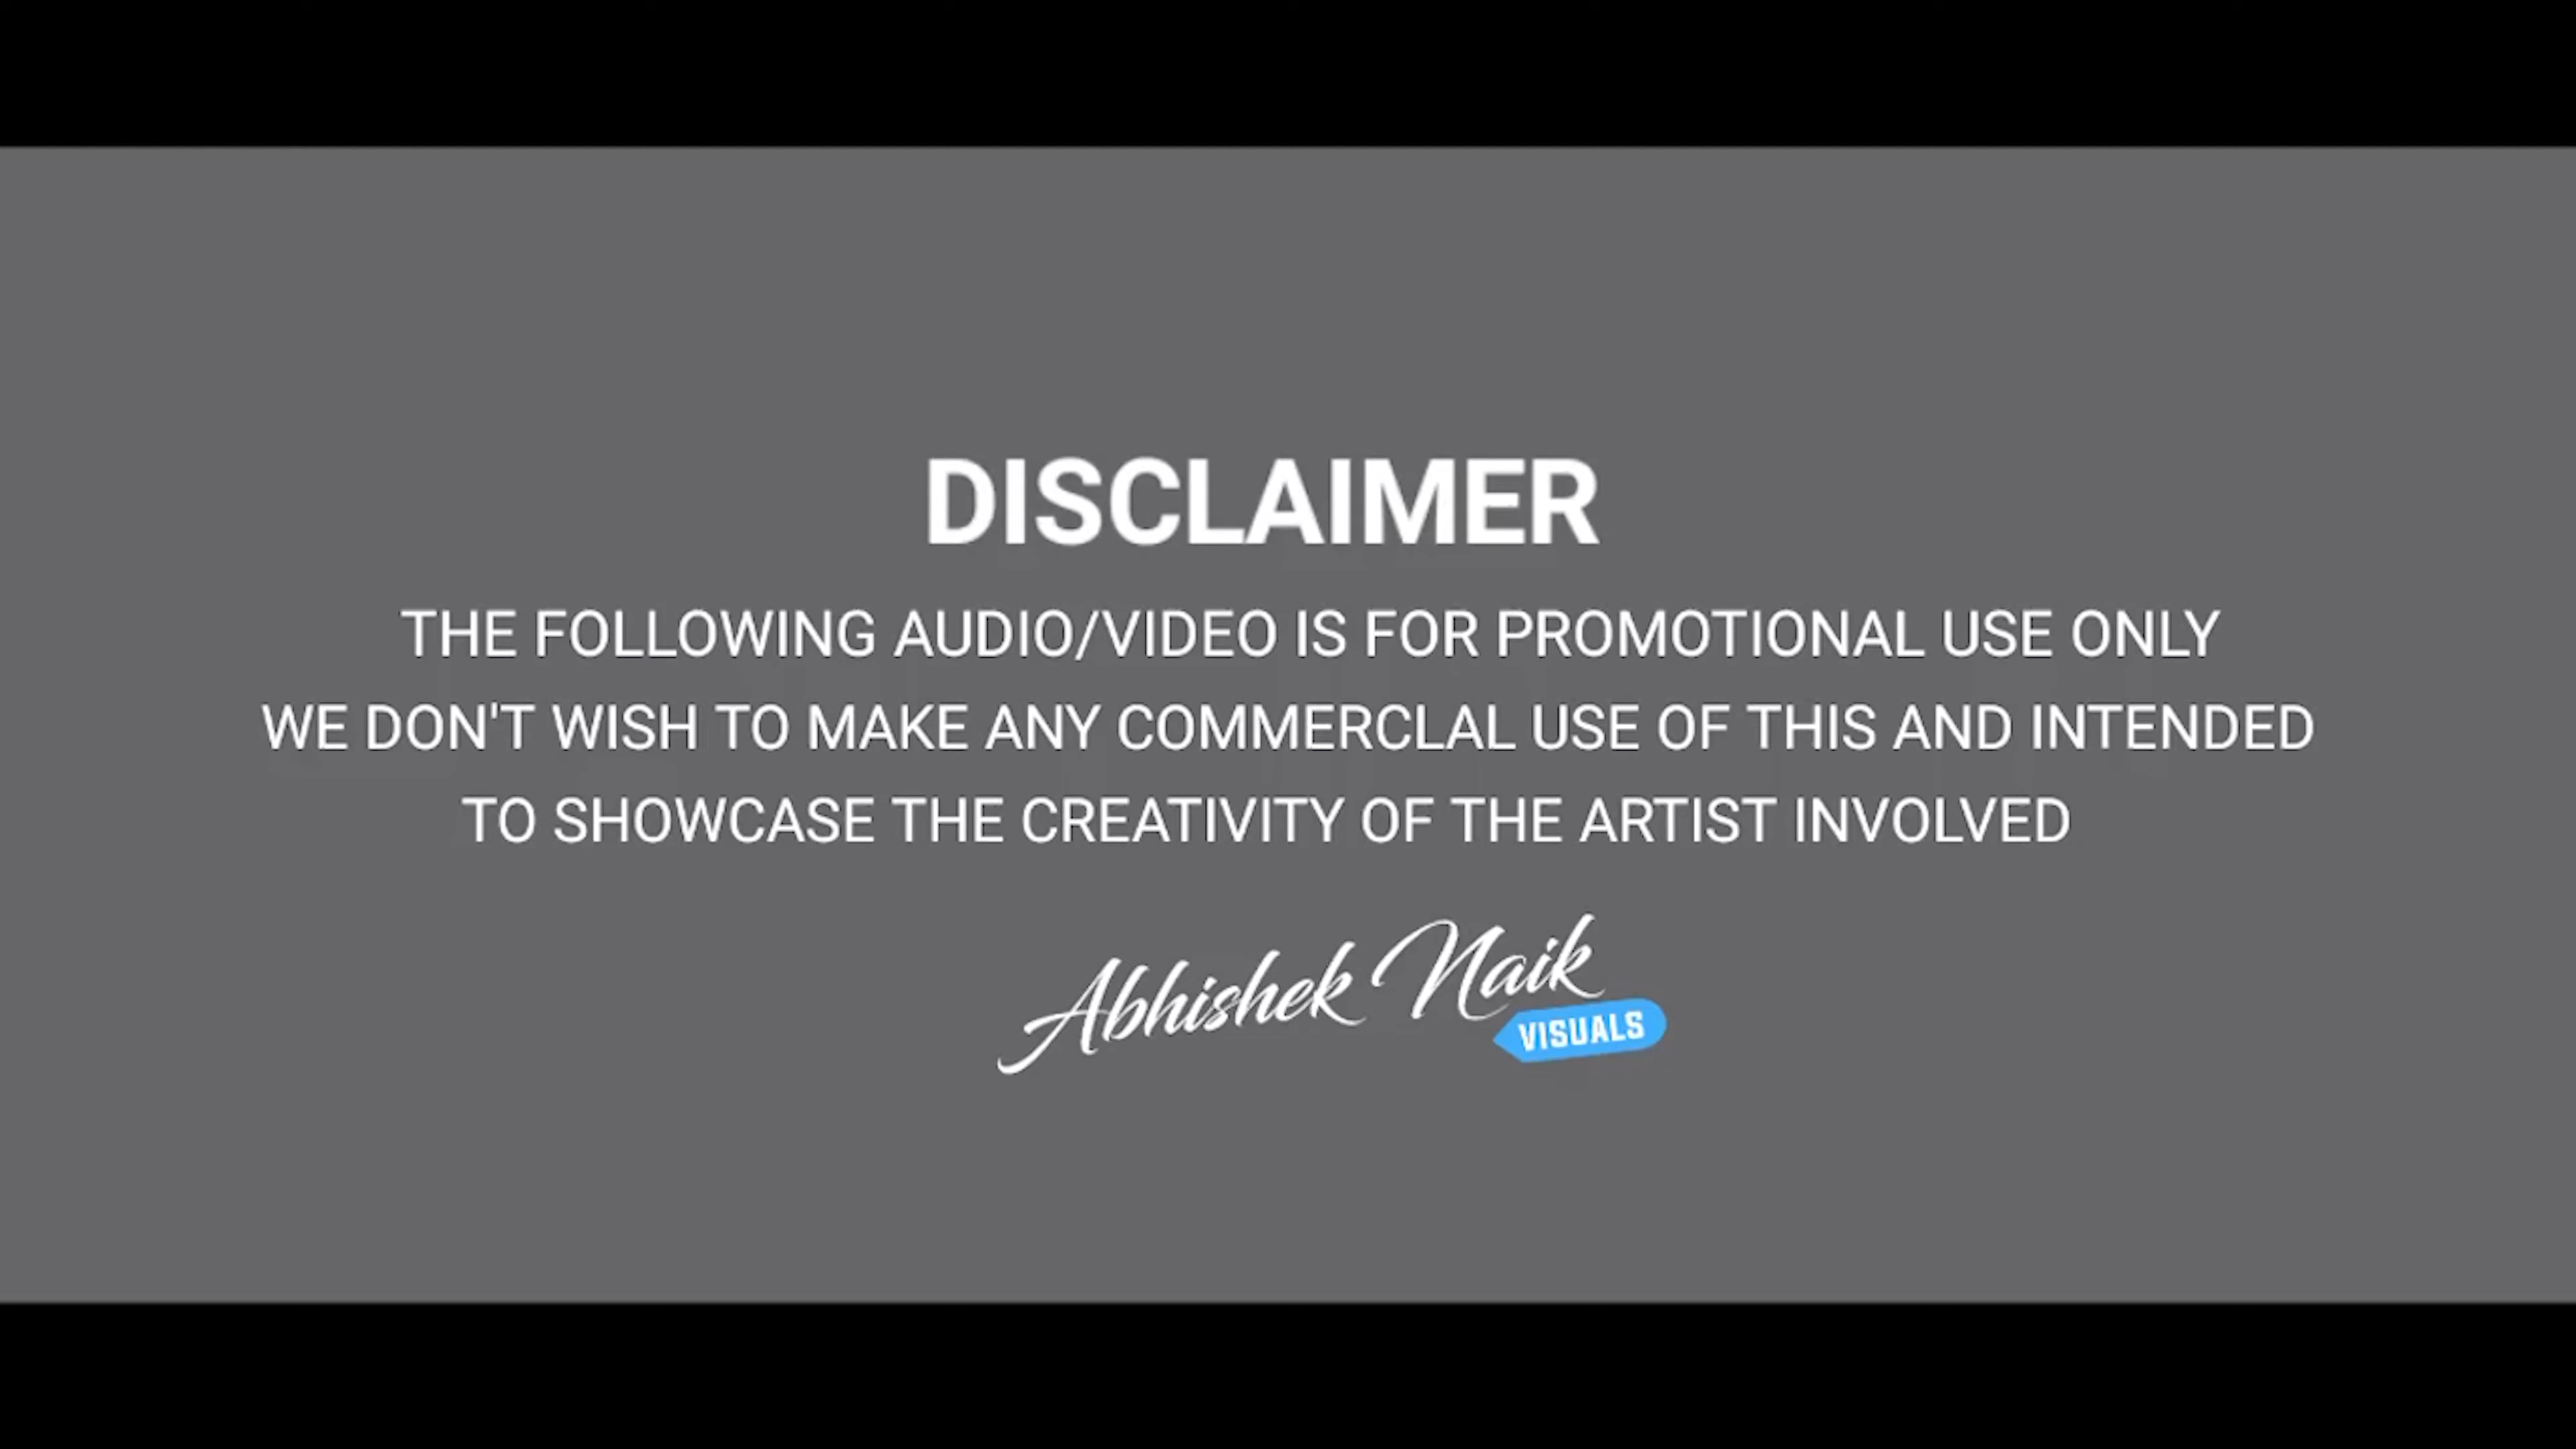 DISCLAIMER
THE FOLLOWING AUDIO/VIDEO IS FOR PROMOTIONAL USE ONLY
WE DON'T WISH TO MAKE ANY COMMERCLAL USE OF THIS AND INTENDED
TO SHOWCASE THE CREATIVITY OF THE ARTIST INVOLVED
Abhishek Naik
VISUALS